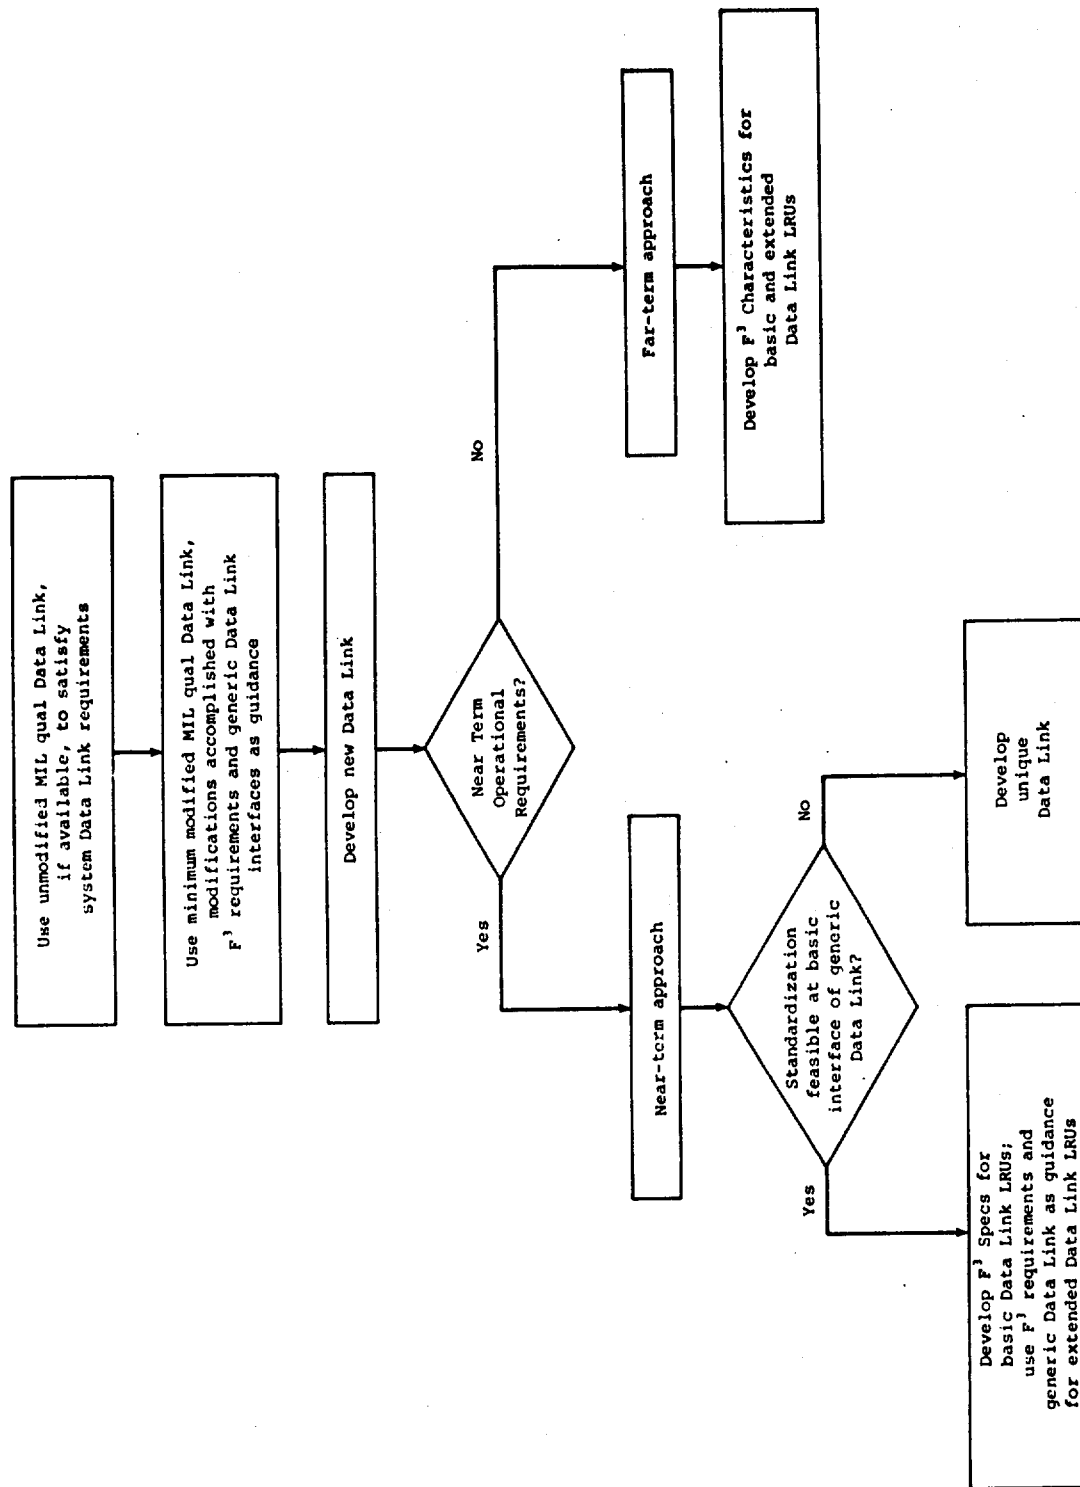 Use unmodified MIL qual Data Link,
if available, to satisfy
system Data Link requirements
Use minimum modified MIL qual Data Link,
modifications accomplished with
F³ requirements and generic Data Link
interfaces as guidance
Develop new Data Link
Near Term
Operational
Requirements?
Yes
No
Near-term approach
Far-term approach
Standardization
feasible at basic
interface of generic
Data Link?
Develop F³ Characteristics for
basic and extended
Data Link LRUs
Yes
No
Develop F³ Specs for
basic Data Link LRUs;
use F³ requirements and
generic Data Link as guidance
for extended Data Link LRUs
Develop
unique
Data Link